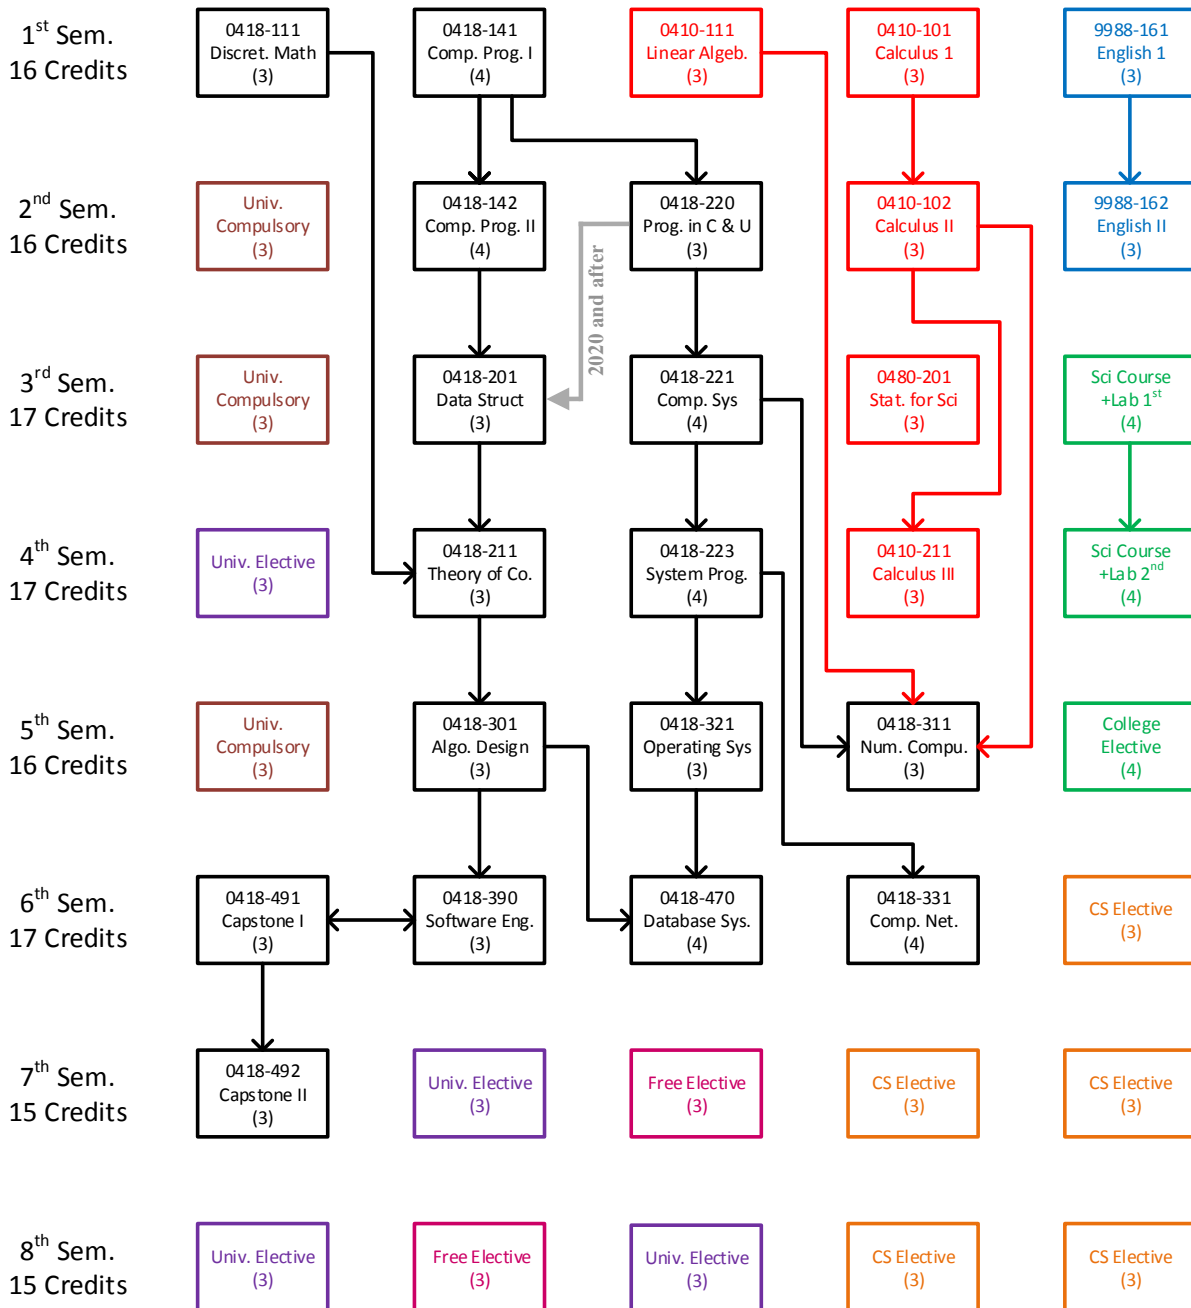 1st Sem.
16 Credits
0418-111
Discret. Math
(3)
0418-141
Comp. Prog. I
(4)
0410-111
Linear Algeb.
(3)
0410-101
Calculus 1
(3)
9988-161
English 1
(3)
2nd Sem.
16 Credits
Univ.
Compulsory
(3)
0418-142
Comp. Prog. II
(4)
0418-220
Prog. in C & U
(3)
0410-102
Calculus II
(3)
9988-162
English II
(3)
2020 and after
3rd Sem.
17 Credits
Univ.
Compulsory
(3)
0418-201
Data Struct
(3)
0418-221
Comp. Sys
(4)
0480-201
Stat. for Sci
(3)
Sci Course
+Lab 1st
(4)
4th Sem.
17 Credits
Univ. Elective
(3)
0418-211
Theory of Co.
(3)
0418-223
System Prog.
(4)
0410-211
Calculus III
(3)
Sci Course
+Lab 2nd
(4)
5th Sem.
16 Credits
Univ.
Compulsory
(3)
0418-301
Algo. Design
(3)
0418-321
Operating Sys
(3)
0418-311
Num. Compu.
(3)
College
Elective
(4)
6th Sem.
17 Credits
0418-491
Capstone I
(3)
0418-390
Software Eng.
(3)
0418-470
Database Sys.
(4)
0418-331
Comp. Net.
(4)
CS Elective
(3)
7th Sem.
15 Credits
0418-492
Capstone II
(3)
Univ. Elective
(3)
Free Elective
(3)
CS Elective
(3)
CS Elective
(3)
8th Sem.
15 Credits
Univ. Elective
(3)
Free Elective
(3)
Univ. Elective
(3)
CS Elective
(3)
CS Elective
(3)